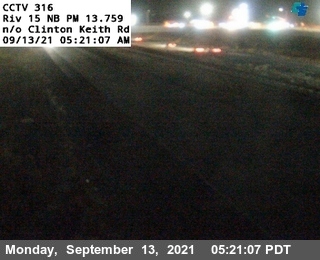 CCTV 316
Riv 15 NB PM 13.759
n/o Clinton Keith Rd
09/13/21 05:21:07 AM
Monday, September 13, 2021 05:21:07 PDT